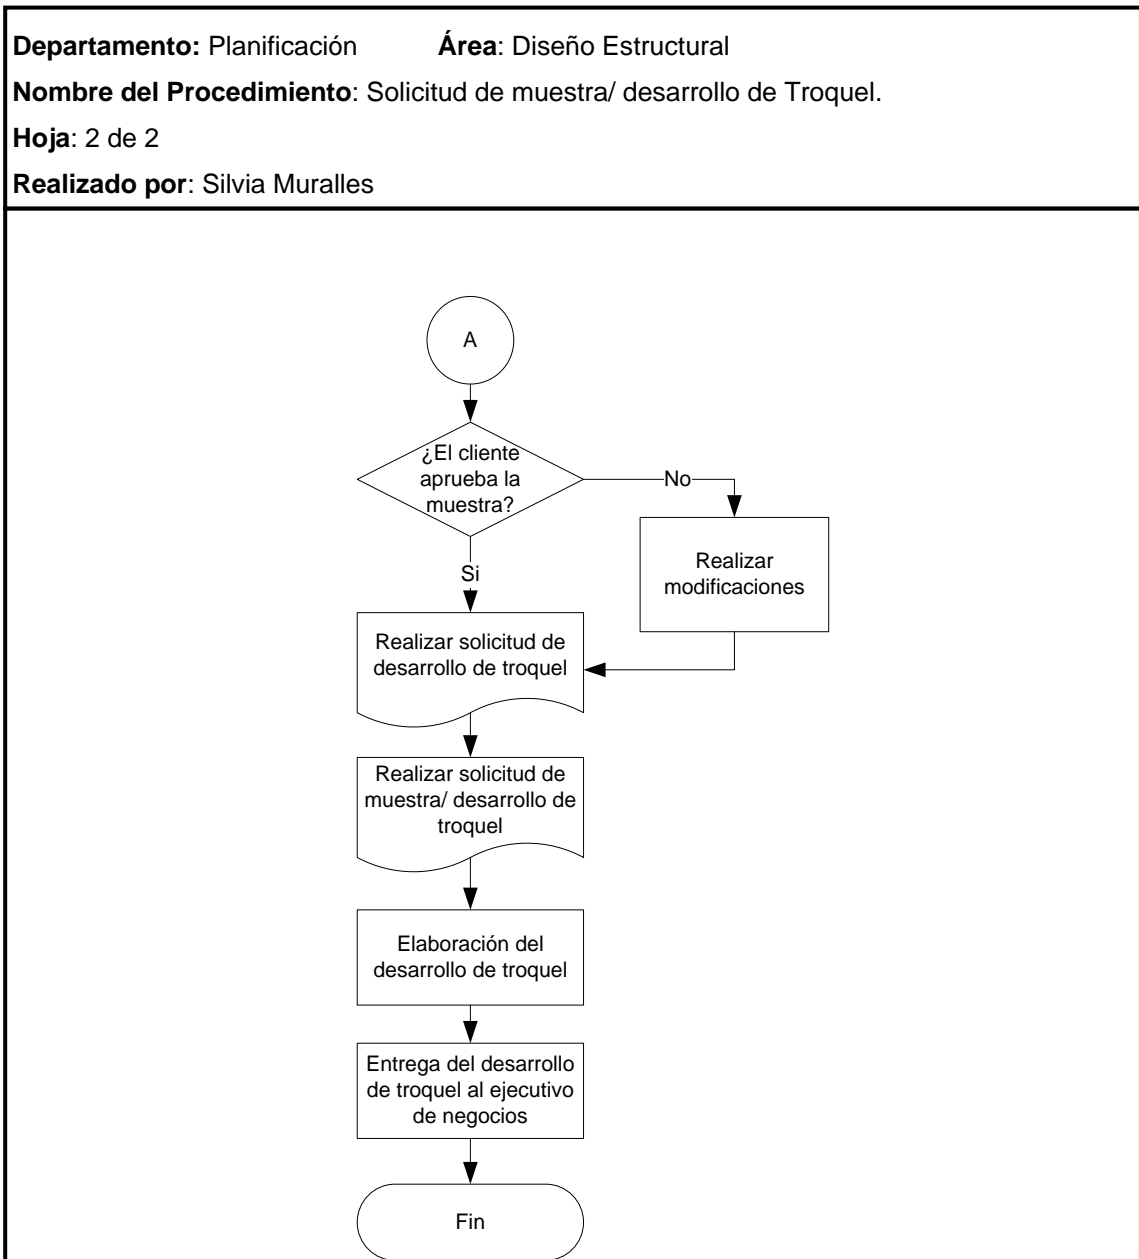 Departamento: Planificación Área: Diseño Estructural
Nombre del Procedimiento: Solicitud de muestra/ desarrollo de Troquel.
Hoja: 2 de 2
Realizado por: Silvia Muralles
A
¿El cliente
aprueba la
muestra?
No
Realizar
modificaciones
Si
Realizar solicitud de
desarrollo de troquel
Realizar solicitud de
muestra/ desarrollo de
troquel
Elaboración del
desarrollo de troquel
Entrega del desarrollo
de troquel al ejecutivo
de negocios
Fin